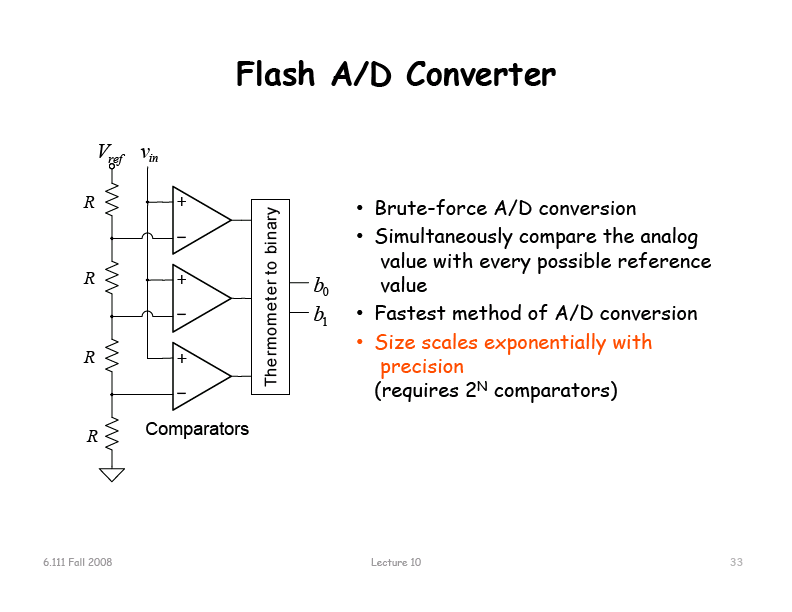 Flash A/D Converter
Vref vin
R
+
−
R
+
−
R
+
−
R
Thermometer to binary
b0
b1
Comparators
• Brute-force A/D conversion
• Simultaneously compare the analog
value with every possible reference
value
• Fastest method of A/D conversion
• Size scales exponentially with
precision
(requires 2^N comparators)
6.111 Fall 2008
Lecture 10
33